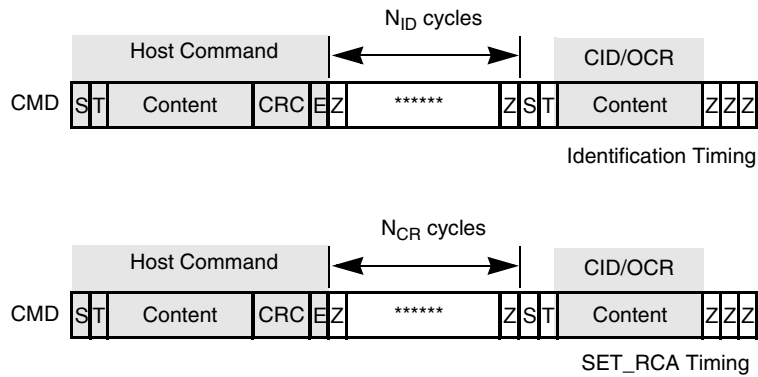 N_ID cycles
Host Command CID/OCR
CMD S T Content CRC E Z ****** Z S T Content Z Z Z
Identification Timing
N_CR cycles
Host Command CID/OCR
CMD S T Content CRC E Z ****** Z S T Content Z Z Z
SET_RCA Timing